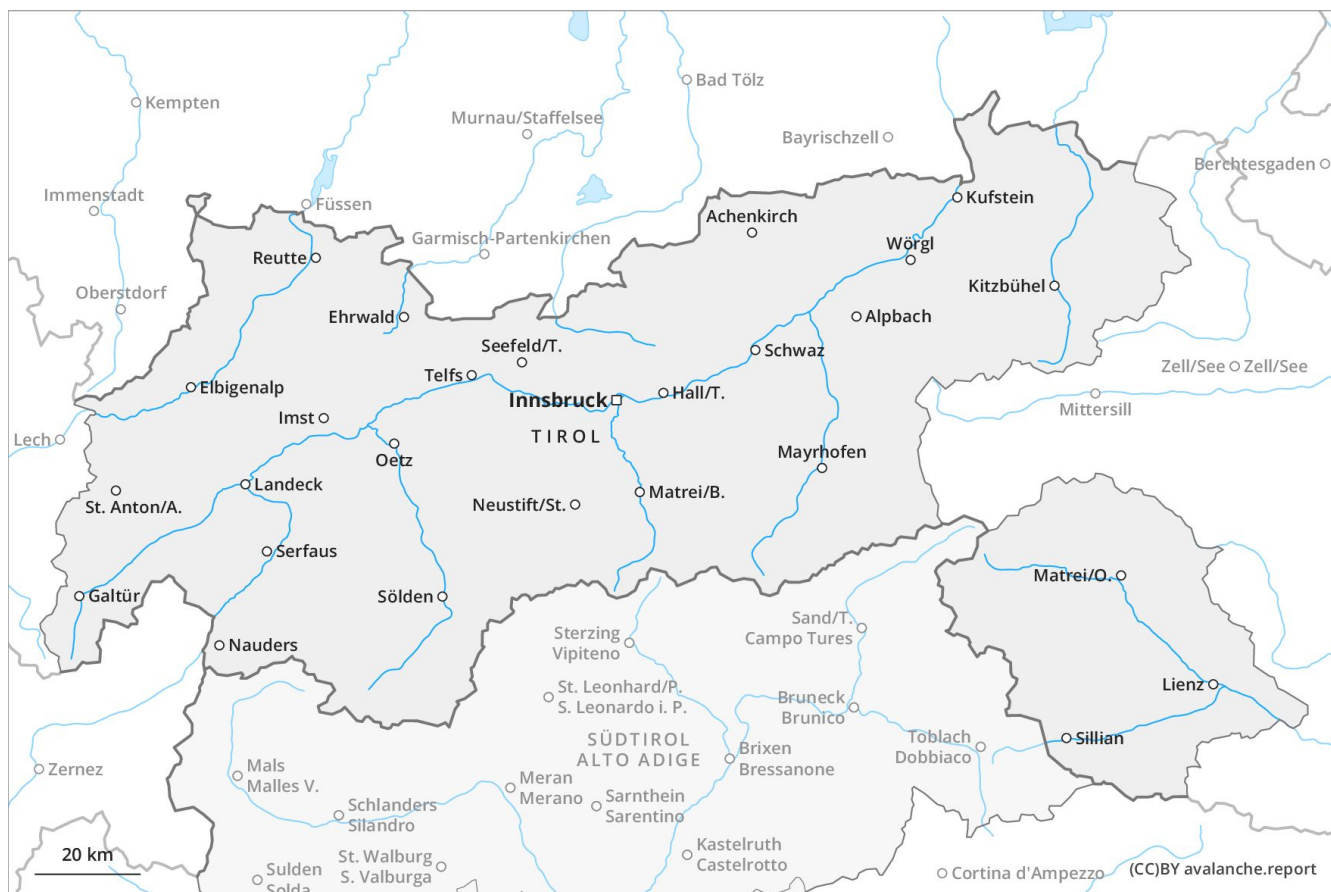 Kempten
Bad Tölz
Murnau/Staffelsee
Bayrischzell
Berchtesgaden
Immenstadt
Füssen
Kufstein
Achenkirch
Garmisch-Partenkirchen
Wörgl
Reutte
Kitzbühel
Oberstdorf
Ehrwald
Alpbach
Seefeld/T.
Schwaz
Zell/See
Zell/See
Telfs
Elbigenalp
Hall/T.
Innsbruck
Mittersill
Imst
Lech
TIROL
Oetz
Mayrhofen
Landeck
Matrei/B.
St. Anton/A.
Neustift/St.
Serfaus
Matrei/O.
Galtür
Sölden
Sand/T.
Campo Tures
Sterzing
Vipiteno
Nauders
Lienz
St. Leonhard/P.
S. Leonardo i. P.
Bruneck
Brunico
SÜDTIROL
ALTO ADIGE
Toblach
Dobbiaco
Sillian
Brixen
Bressanone
Zernez
Mals
Malles V.
Meran
Merano
Sarnthein
Sarentino
Schlanders
Silandro
Kastelruth
Castelrotto
20 km
St. Walburg
S. Valburga
Sulden
Solda
Cortina d'Ampezzo
(CC)BY avalanche.report